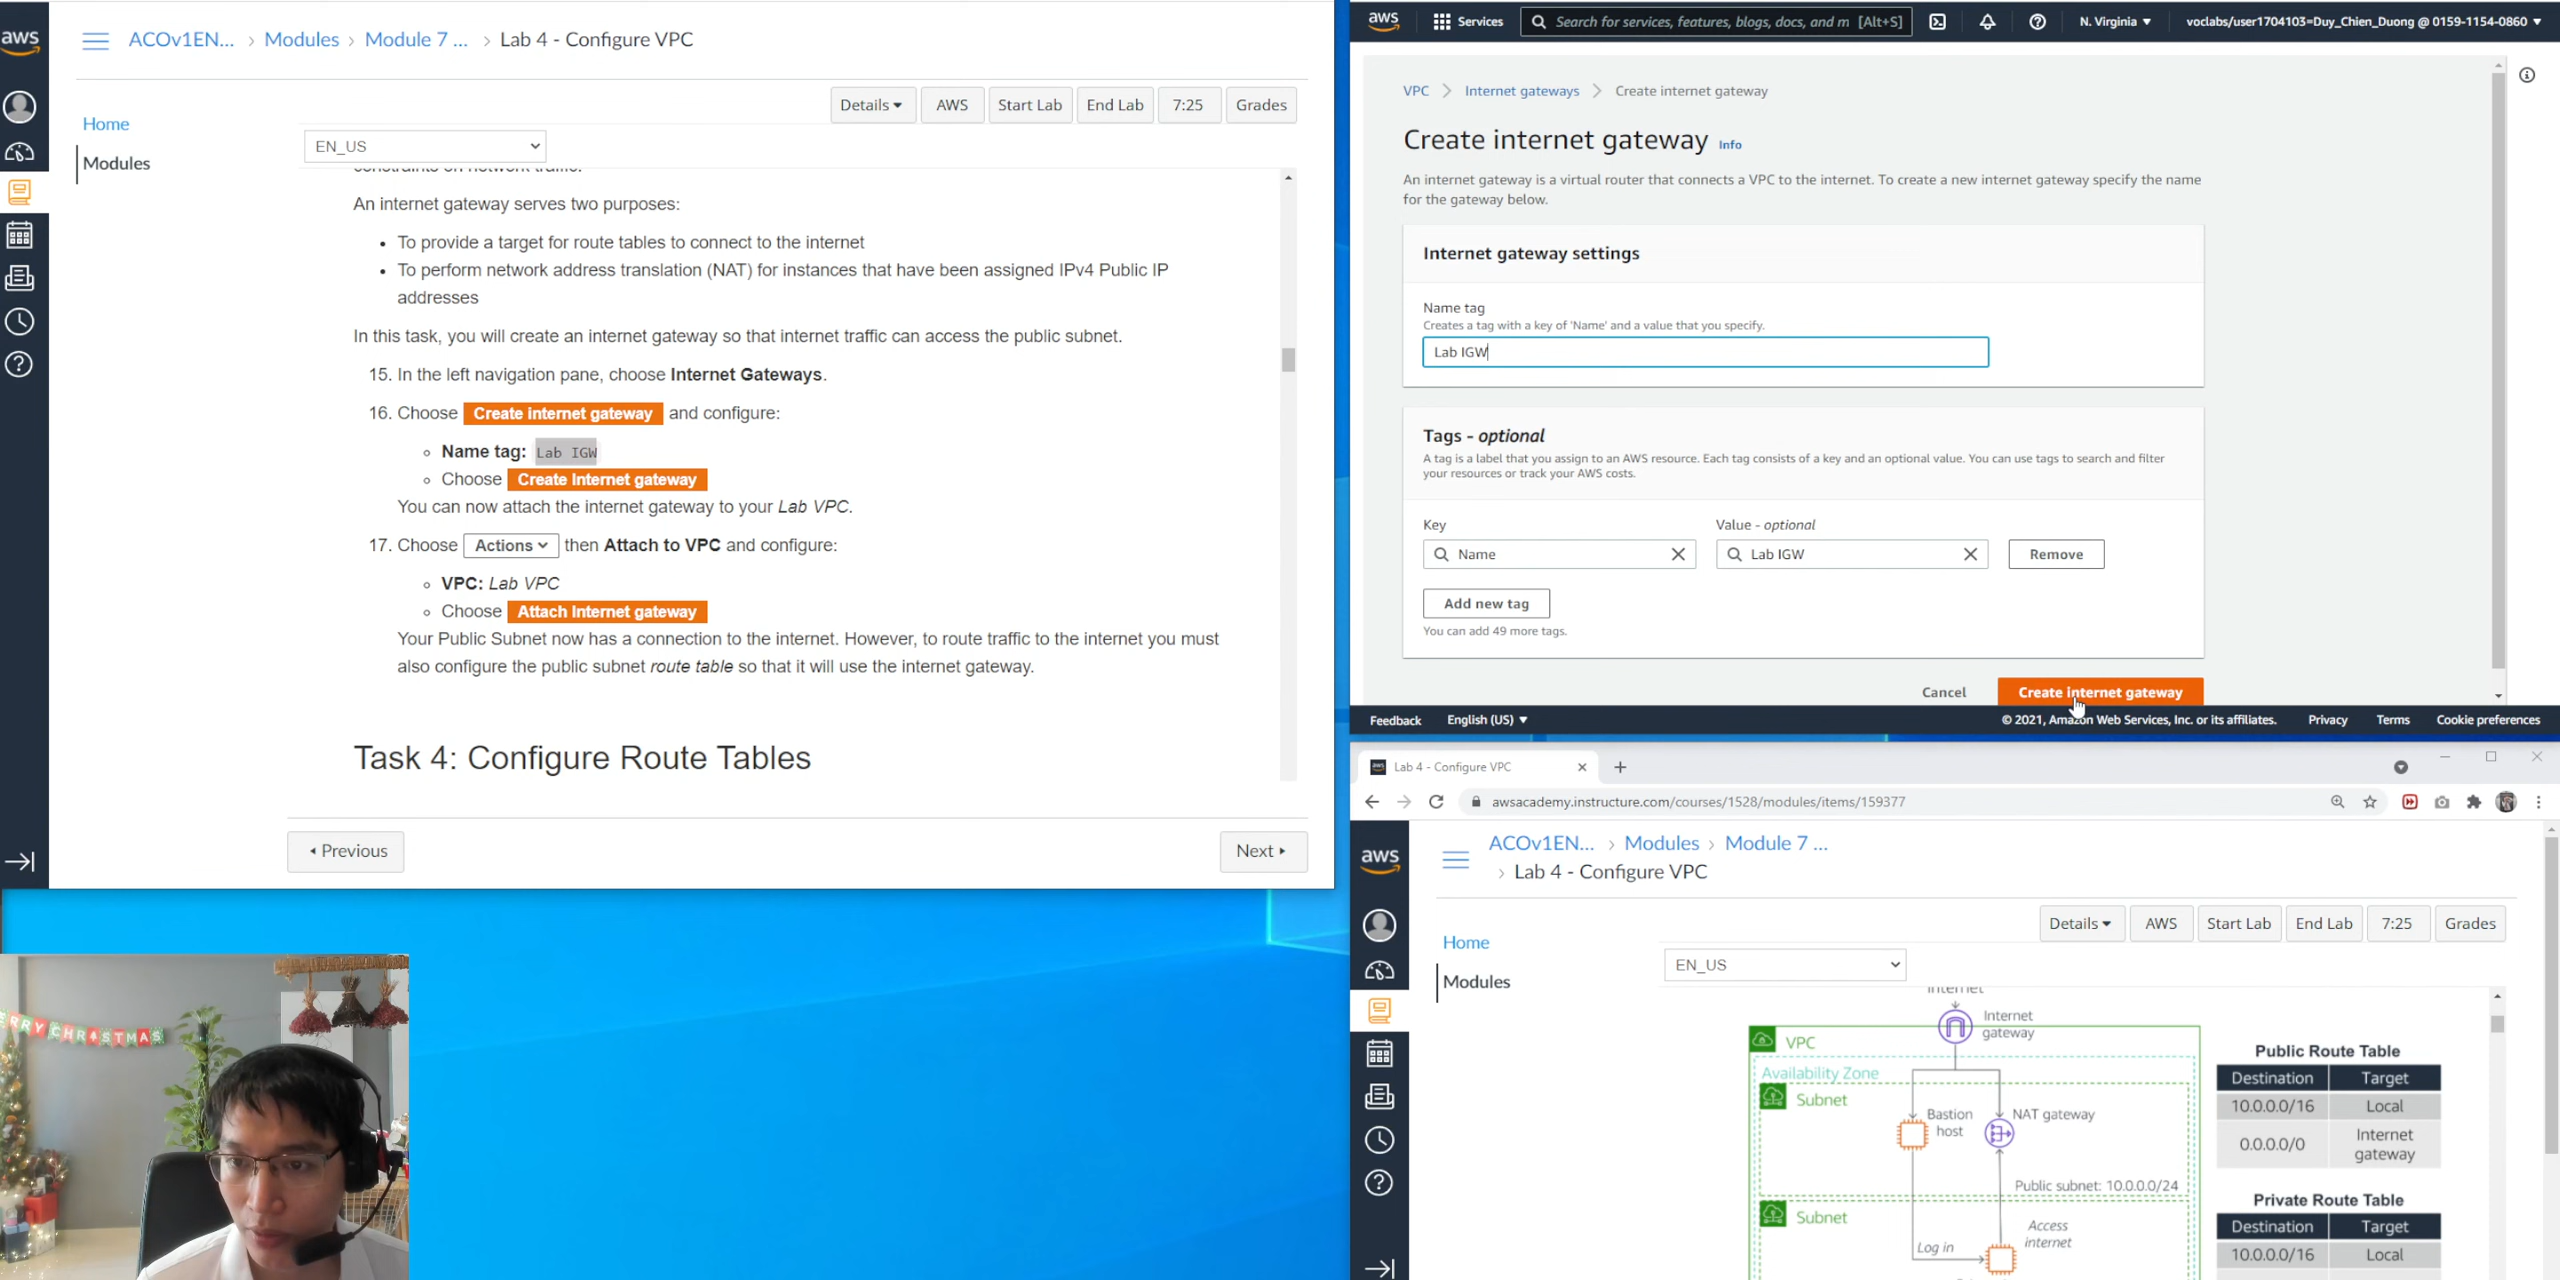 aws
ACOv1EN... › Modules › Module 7 ... › Lab 4 - Configure VPC
Details AWS Start Lab End Lab 7:25 Grades
Home
Modules
EN_US
constraints on network traffic.
An internet gateway serves two purposes:
• To provide a target for route tables to connect to the internet
• To perform network address translation (NAT) for instances that have been assigned IPv4 Public IP
addresses
In this task, you will create an internet gateway so that internet traffic can access the public subnet.
15. In the left navigation pane, choose Internet Gateways.
16. Choose Create internet gateway and configure:
Name tag: Lab IGW
Choose Create Internet gateway
You can now attach the internet gateway to your Lab VPC.
17. Choose Actions then Attach to VPC and configure:
VPC: Lab VPC
Choose Attach Internet gateway
Your Public Subnet now has a connection to the internet. However, to route traffic to the internet you must
also configure the public subnet route table so that it will use the internet gateway.
Task 4: Configure Route Tables
Previous
Next
aws Services Search for services, features, blogs, docs, and m [Alt+S] N. Virginia voclabs/user1704103=Duy_Chien_Duong @ 0159-1154-0860
VPC > Internet gateways > Create internet gateway
Create internet gateway Info
An internet gateway is a virtual router that connects a VPC to the internet. To create a new internet gateway specify the name
for the gateway below.
Internet gateway settings
Name tag
Creates a tag with a key of 'Name' and a value that you specify.
Lab IGW
Tags - optional
A tag is a label that you assign to an AWS resource. Each tag consists of a key and an optional value. You can use tags to search and filter
your resources or track your AWS costs.
Key Value - optional
Name Lab IGW Remove
Add new tag
You can add 49 more tags.
Cancel Create internet gateway
Feedback English (US) © 2021, Amazon Web Services, Inc. or its affiliates. Privacy Terms Cookie preferences
Lab 4 - Configure VPC
awsacademy.instructure.com/courses/1528/modules/items/159377
aws
ACOv1EN... › Modules › Module 7 ...
› Lab 4 - Configure VPC
Details AWS Start Lab End Lab 7:25 Grades
Home
Modules
EN_US
Internet
Internet
gateway
VPC
Availability Zone
Subnet
Bastion
host
NAT gateway
Public subnet: 10.0.0.0/24
Subnet
Access
internet
Log in
Public Route Table
Destination Target
10.0.0.0/16 Local
0.0.0.0/0 Internet
gateway
Private Route Table
Destination Target
10.0.0.0/16 Local